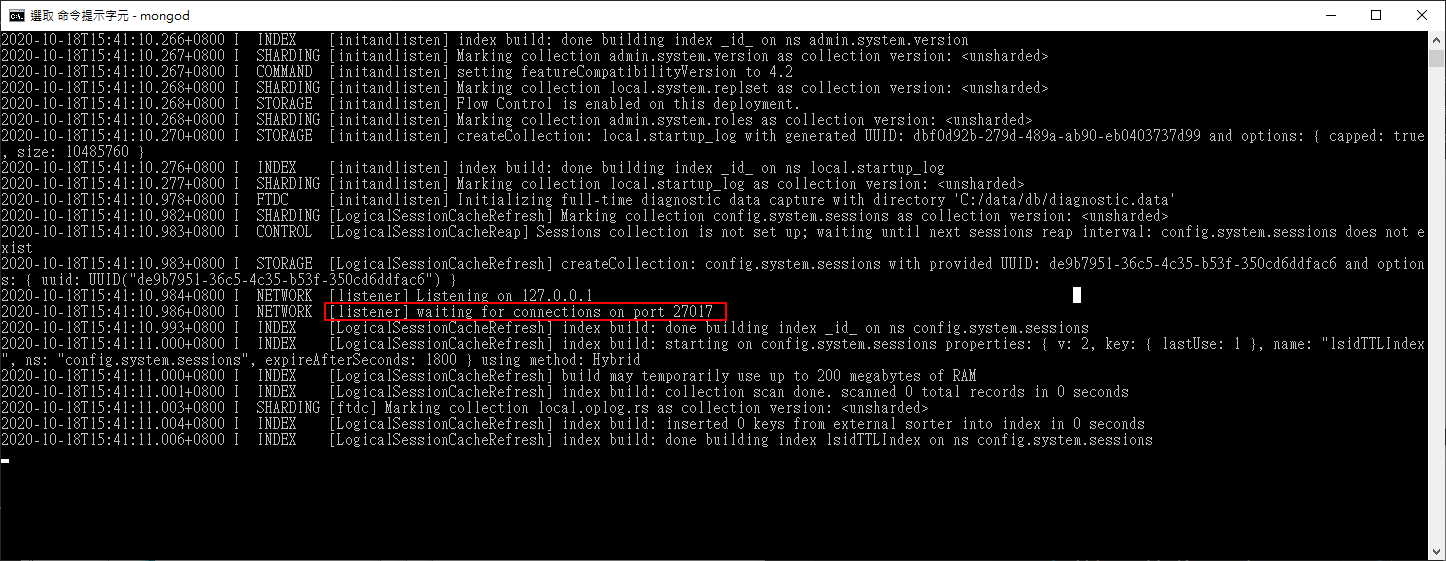 選取 命令提示字元 - mongod
2020-10-18T15:41:10.266+0800 I  INDEX    [initandlisten] index build: done building index _id_ on ns admin.system.version
2020-10-18T15:41:10.267+0800 I  SHARDING [initandlisten] Marking collection admin.system.version as collection version: <unsharded>
2020-10-18T15:41:10.267+0800 I  COMMAND  [initandlisten] setting featureCompatibilityVersion to 4.2
2020-10-18T15:41:10.268+0800 I  SHARDING [initandlisten] Marking collection local.system.replset as collection version: <unsharded>
2020-10-18T15:41:10.268+0800 I  STORAGE  [initandlisten] Flow Control is enabled on this deployment.
2020-10-18T15:41:10.268+0800 I  SHARDING [initandlisten] Marking collection admin.system.roles as collection version: <unsharded>
2020-10-18T15:41:10.270+0800 I  STORAGE  [initandlisten] createCollection: local.startup_log with generated UUID: dbf0d92b-279d-489a-ab90-eb0403737d99 and options: { capped: true
, size: 10485760 }
2020-10-18T15:41:10.276+0800 I  INDEX    [initandlisten] index build: done building index _id_ on ns local.startup_log
2020-10-18T15:41:10.277+0800 I  SHARDING [initandlisten] Marking collection local.startup_log as collection version: <unsharded>
2020-10-18T15:41:10.978+0800 I  FTDC     [initandlisten] Initializing full-time diagnostic data capture with directory 'C:/data/db/diagnostic.data'
2020-10-18T15:41:10.982+0800 I  SHARDING [LogicalSessionCacheRefresh] Marking collection config.system.sessions as collection version: <unsharded>
2020-10-18T15:41:10.983+0800 I  CONTROL  [LogicalSessionCacheReap] Sessions collection is not set up; waiting until next sessions reap interval: config.system.sessions does not e
xist
2020-10-18T15:41:10.983+0800 I  STORAGE  [LogicalSessionCacheRefresh] createCollection: config.system.sessions with provided UUID: de9b7951-36c5-4c35-b53f-350cd6ddfac6 and option
s: { uuid: UUID("de9b7951-36c5-4c35-b53f-350cd6ddfac6") }
2020-10-18T15:41:10.984+0800 I  NETWORK  [listener] Listening on 127.0.0.1
2020-10-18T15:41:10.986+0800 I  NETWORK  [listener] waiting for connections on port 27017
2020-10-18T15:41:10.993+0800 I  INDEX    [LogicalSessionCacheRefresh] index build: done building index _id_ on ns config.system.sessions
2020-10-18T15:41:11.000+0800 I  INDEX    [LogicalSessionCacheRefresh] index build: starting on config.system.sessions properties: { v: 2, key: { lastUse: 1 }, name: "lsidTTLIndex
", ns: "config.system.sessions", expireAfterSeconds: 1800 } using method: Hybrid
2020-10-18T15:41:11.000+0800 I  INDEX    [LogicalSessionCacheRefresh] build may temporarily use up to 200 megabytes of RAM
2020-10-18T15:41:11.001+0800 I  INDEX    [LogicalSessionCacheRefresh] index build: collection scan done. scanned 0 total records in 0 seconds
2020-10-18T15:41:11.003+0800 I  SHARDING [ftdc] Marking collection local.oplog.rs as collection version: <unsharded>
2020-10-18T15:41:11.004+0800 I  INDEX    [LogicalSessionCacheRefresh] index build: inserted 0 keys from external sorter into index in 0 seconds
2020-10-18T15:41:11.006+0800 I  INDEX    [LogicalSessionCacheRefresh] index build: done building index lsidTTLIndex on ns config.system.sessions